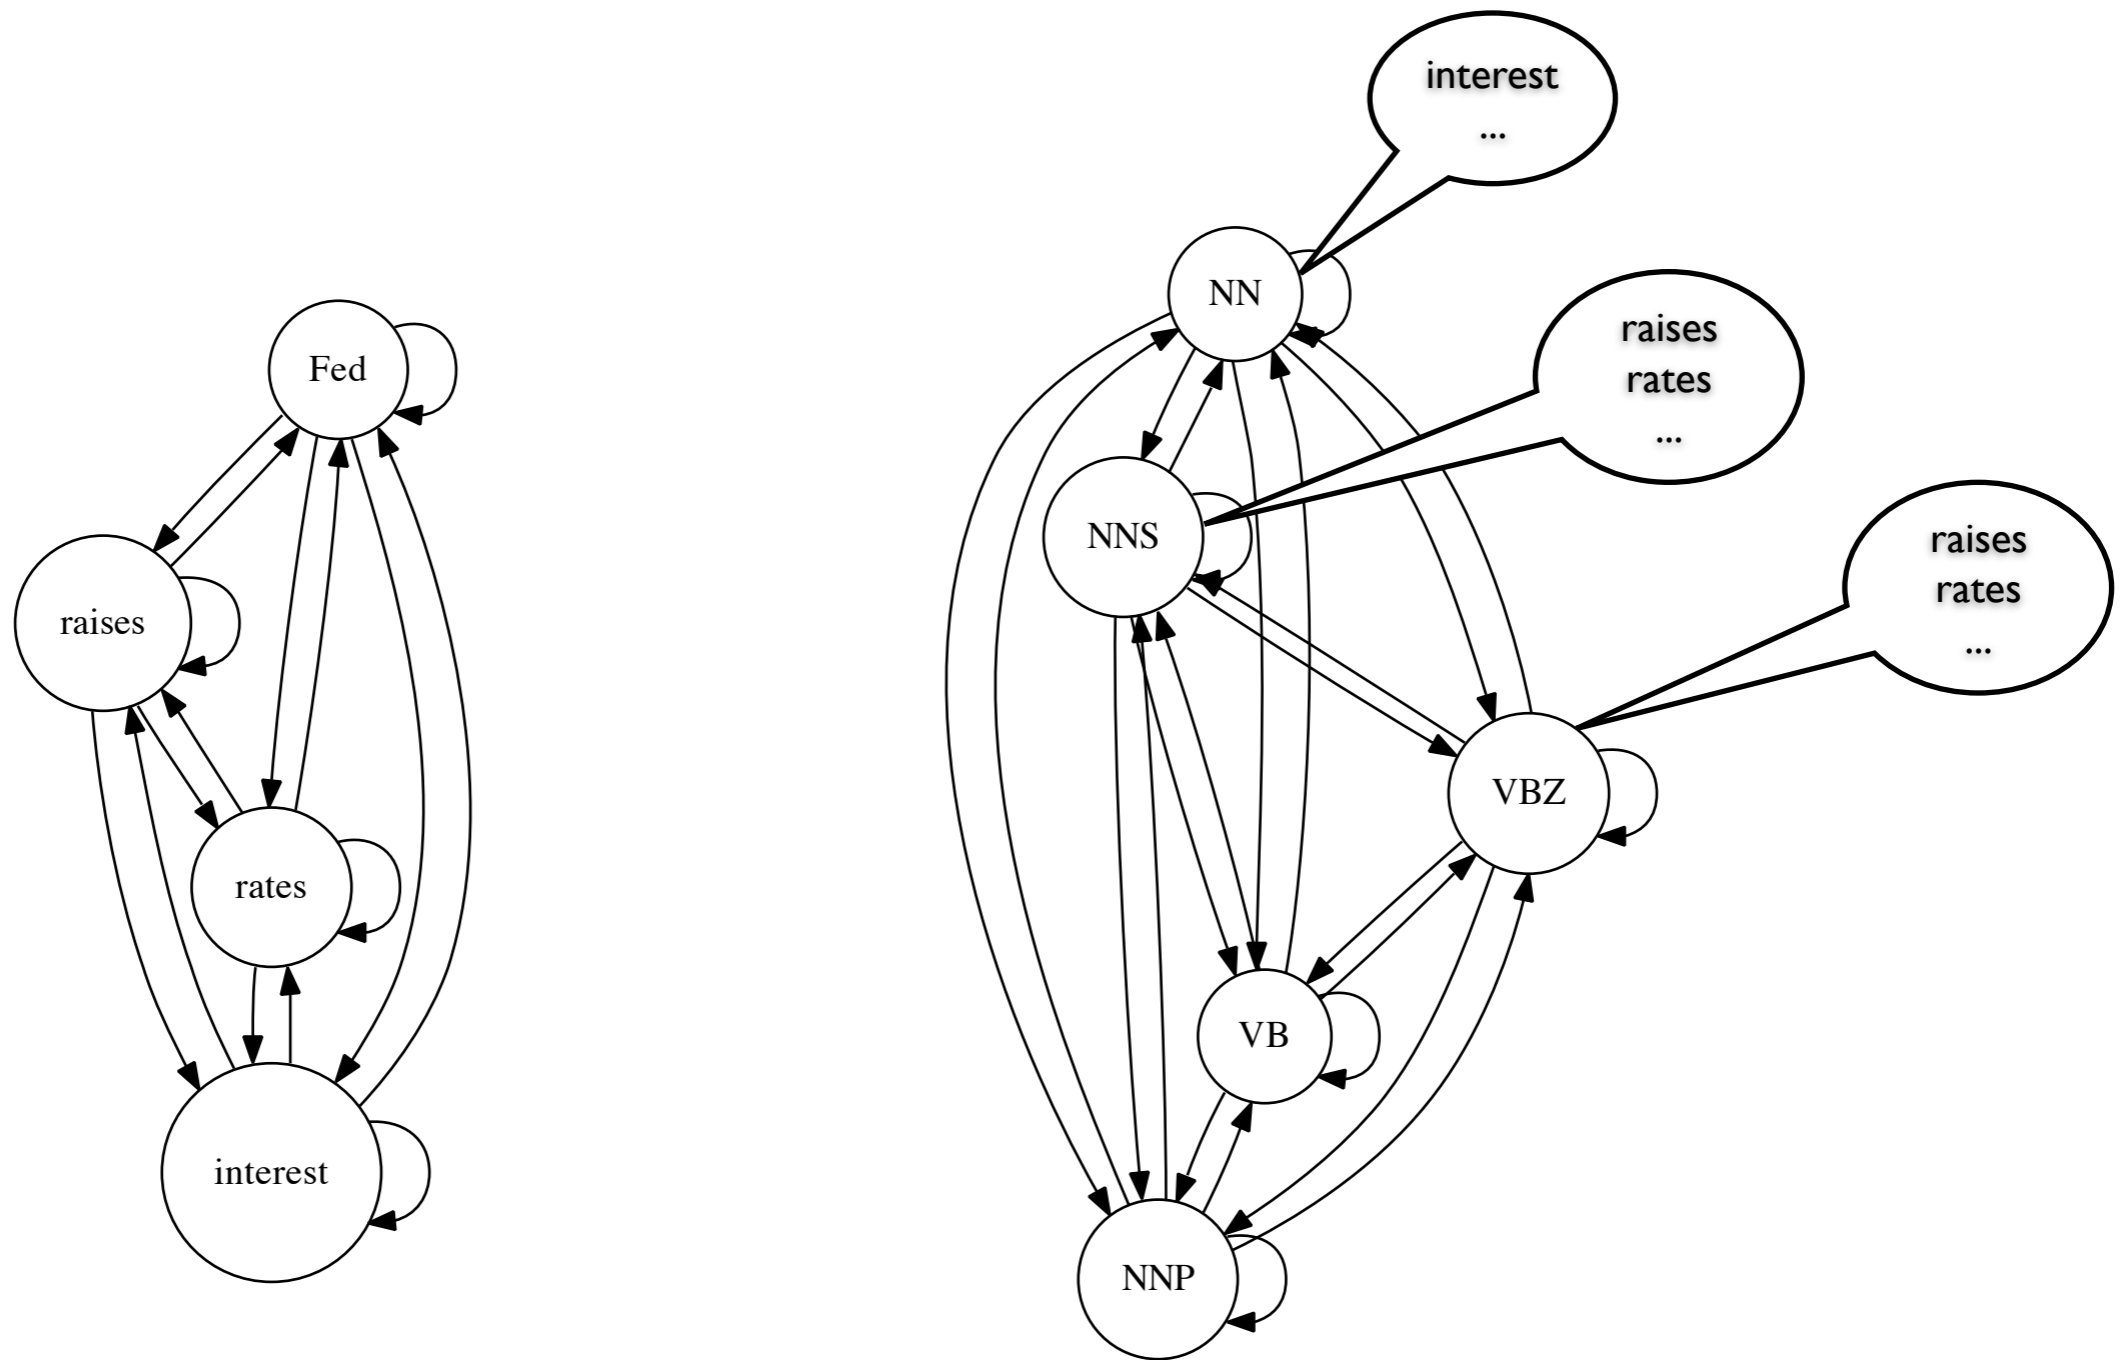 Fed
raises
rates
interest
interest
...
NN
raises
rates
...
NNS
raises
rates
...
VBZ
VB
NNP